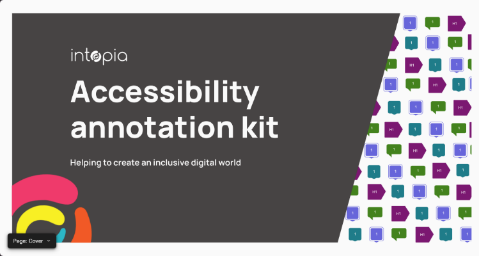 intopia
Accessibility
annotation kit
Helping to create an inclusive digital world
Page: Cover